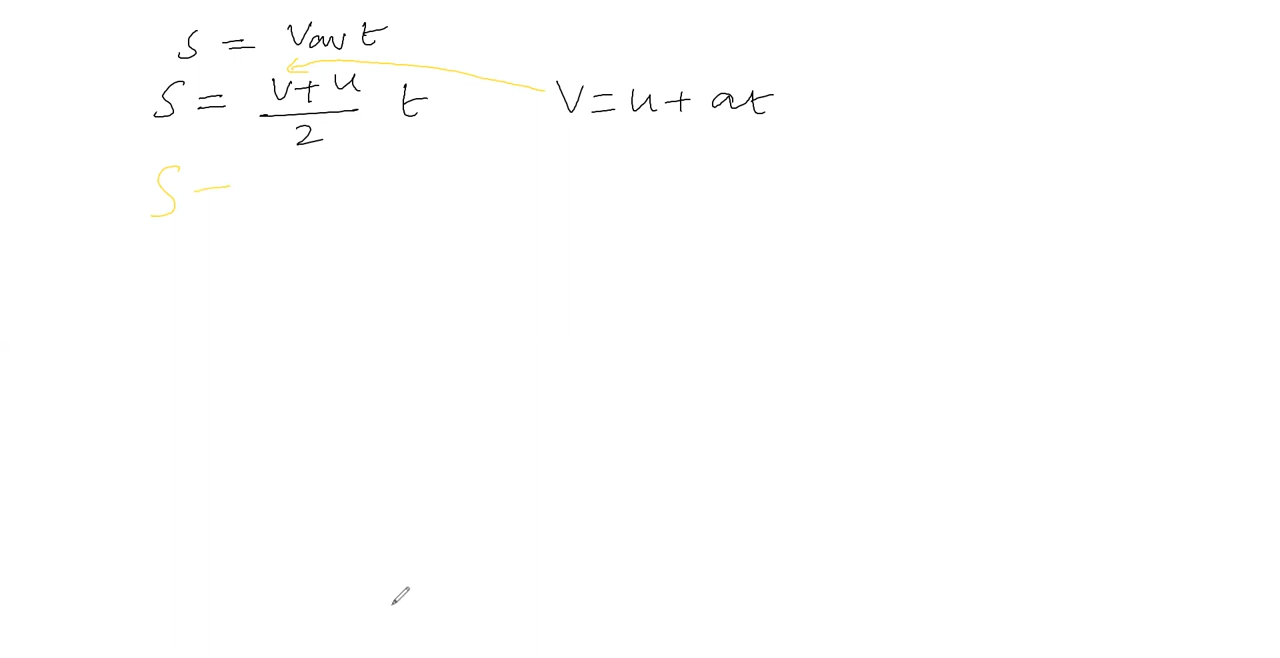 s = Vav t
S = (v+u)/2 t V = u + at
S -